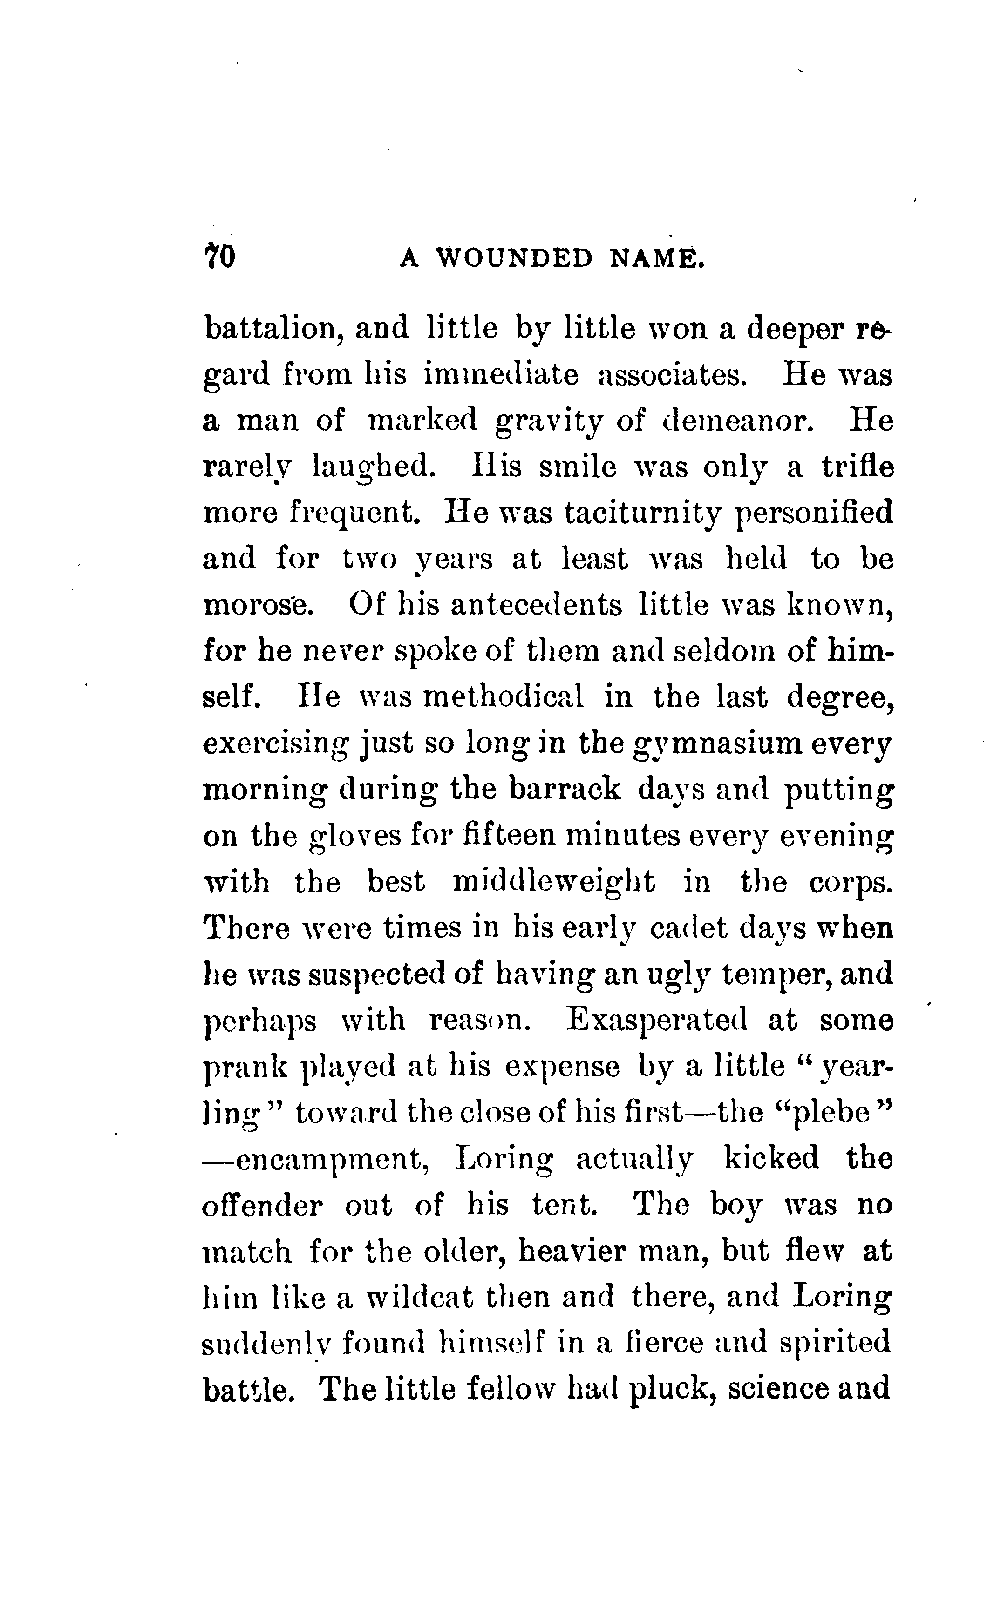 70 A WOUNDED NAME.
battalion, and little by little won a deeper re-
gard from his immediate associates. He was
a man of marked gravity of demeanor. He
rarely laughed. His smile was only a trifle
more frequent. He was taciturnity personified
and for two years at least was held to be
morose. Of his antecedents little was known,
for he never spoke of them and seldom of him-
self. He was methodical in the last degree,
exercising just so long in the gymnasium every
morning during the barrack days and putting
on the gloves for fifteen minutes every evening
with the best middleweight in the corps.
There were times in his early cadet days when
he was suspected of having an ugly temper, and
perhaps with reason. Exasperated at some
prank played at his expense by a little " year-
ling " toward the close of his first—the "plebe "
—encampment, Loring actually kicked the
offender out of his tent. The boy was no
match for the older, heavier man, but flew at
him like a wildcat then and there, and Loring
suddenly found himself in a fierce and spirited
battle. The little fellow had pluck, science and